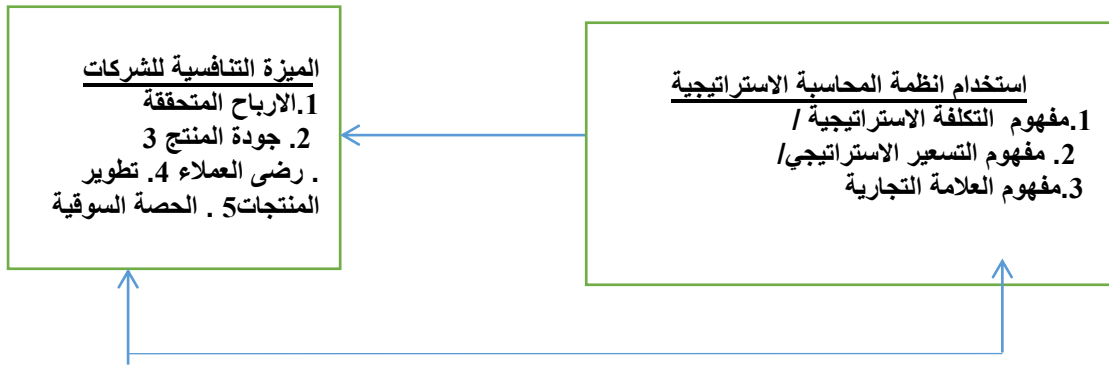 استخدام انظمة المحاسبة الاستراتيجية
1.مفهوم التكلفة الاستراتيجية /
2. مفهوم التسعير الاستراتيجي/
3.مفهوم العلامة التجارية
الميزة التنافسية للشركات
1.الارباح المتحققة
2. جودة المنتج 3
. رضى العملاء 4. تطوير
المنتجات5 . الحصة السوقية